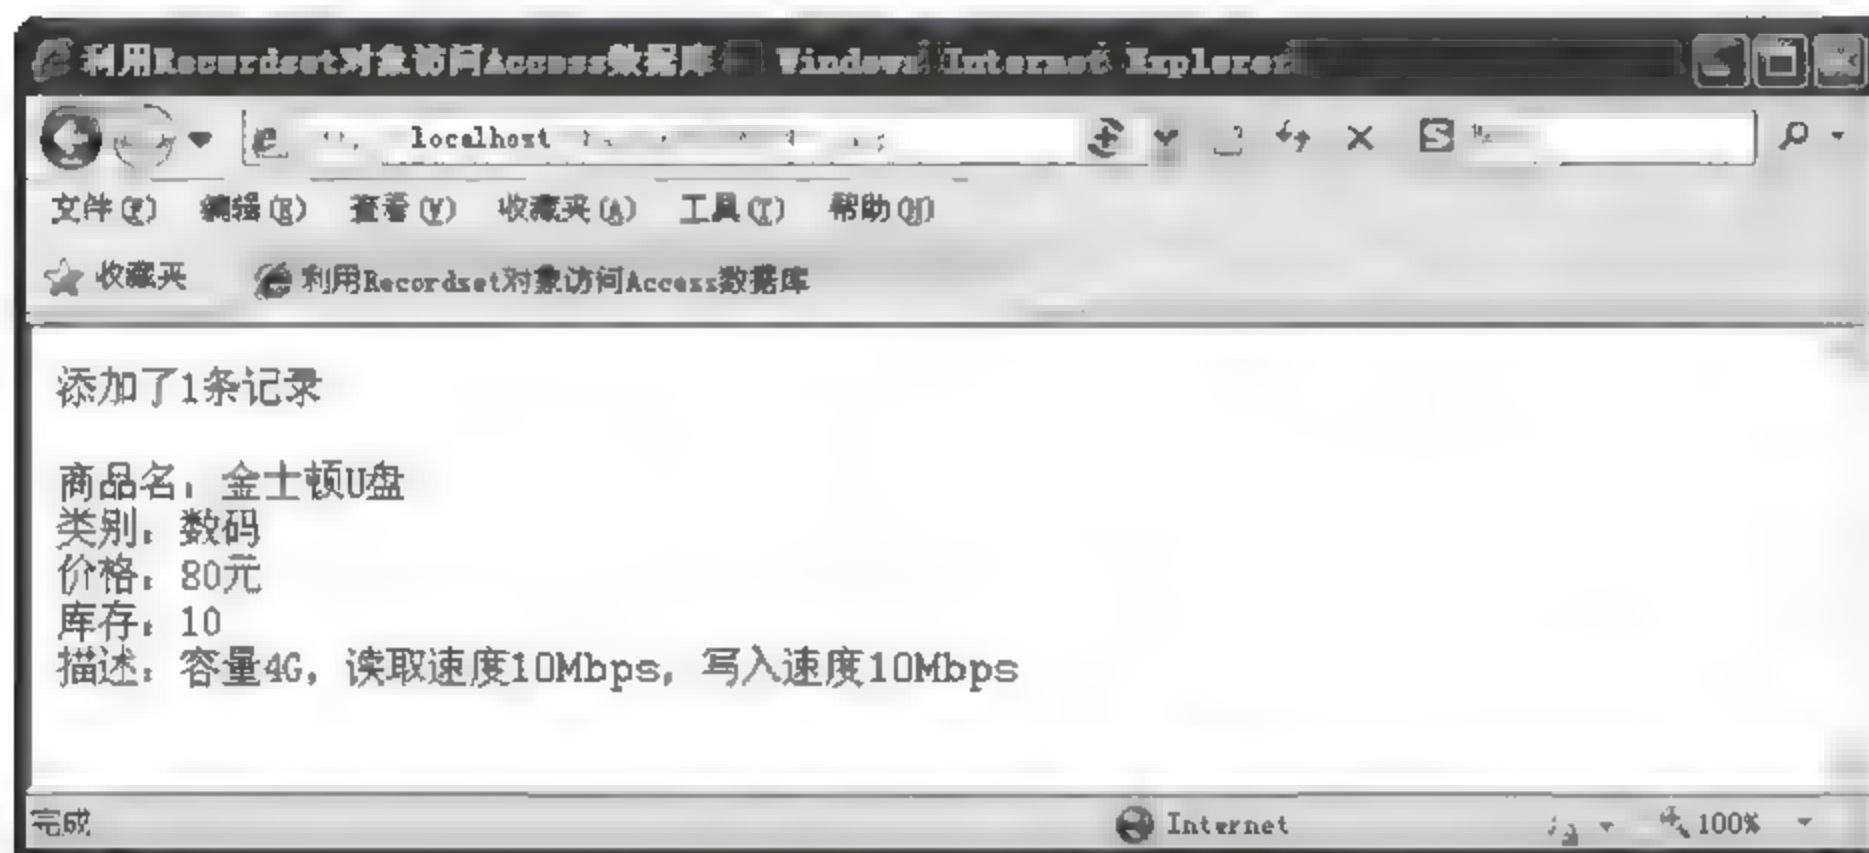 利用Recordset对象访问Access数据库 Windows Internet Explorer
localhost
文件(F) 编辑(E) 查看(V) 收藏夹(A) 工具(T) 帮助(H)
收藏夹 利用Recordset对象访问Access数据库
添加了1条记录
商品名：金士顿U盘
类别：数码
价格：80元
库存：10
描述：容量4G，读取速度10Mbps，写入速度10Mbps
完成 Internet 100%